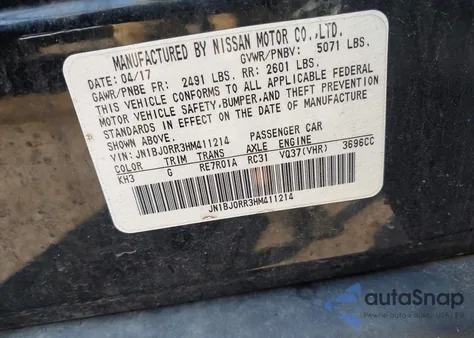 MANUFACTURED BY NISSAN MOTOR CO.,LTD.
GVWR/PNBV: 5071 LBS.
DATE: 04/17
GAWR/PNBE FR: 2491 LBS. RR: 2601 LBS.
THIS VEHICLE CONFORMS TO ALL APPLICABLE FEDERAL
MOTOR VEHICLE SAFETY, BUMPER, AND THEFT PREVENTION
STANDARDS IN EFFECT ON THE DATE OF MANUFACTURE
SHOWN ABOVE.
VIN: JN1BJ0RR3HM411214 PASSENGER CAR
COLOR TRIM TRANS AXLE ENGINE
KH3 G RE7R01A RC31 VQ37(VHR) 3696CC
JN1BJ0RR3HM411214
autoSnap